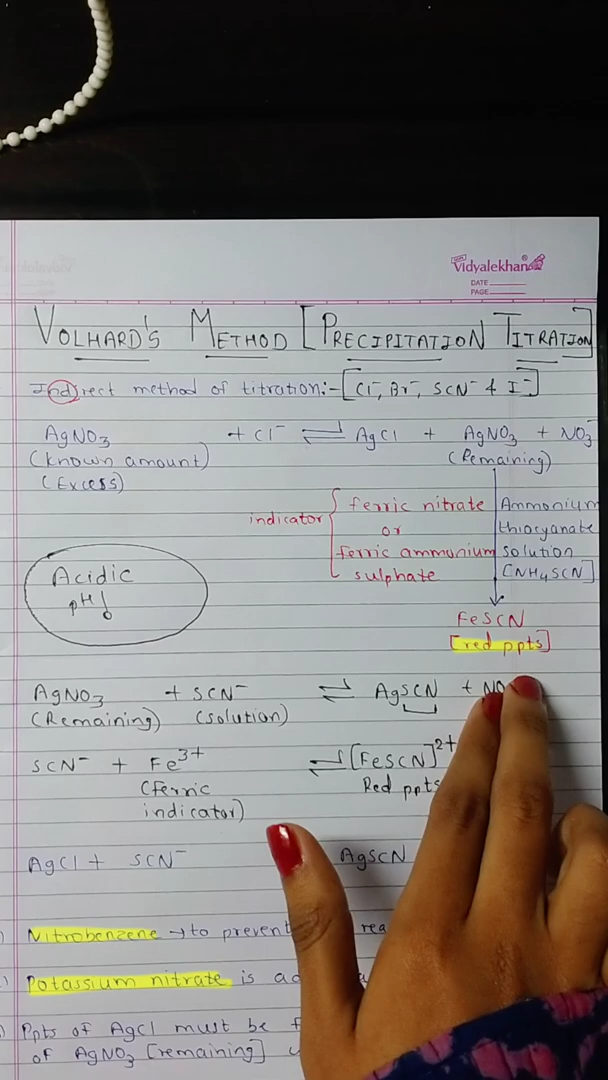 Vidyalekhan
DATE
PAGE
VOLHARD'S METHOD [PRECIPITATION TITRATION]
Indirect method of titration:- [Cl⁻, Br⁻, SCN⁻ & I⁻]
AgNO₃ + Cl⁻ ⇌ AgCl + AgNO₃ + NO₃⁻
(Known amount) (Remaining)
(Excess)
indicator { ferric nitrate Ammonium
or thiocyanate
ferric ammonium solution
sulphate [NH₄SCN]
Acidic
pH!
FeSCN
[red ppts]
AgNO₃ + SCN⁻ ⇌ AgSCN + NO
(Remaining) (solution)
SCN⁻ + Fe³⁺ ⇌ [FeSCN]²⁺
(Ferric Red ppts
indicator)
AgCl + SCN⁻ AgSCN
Nitrobenzene → to prevent
Potassium nitrate is
Ppts of AgCl must be
of AgNO₃ [remaining]